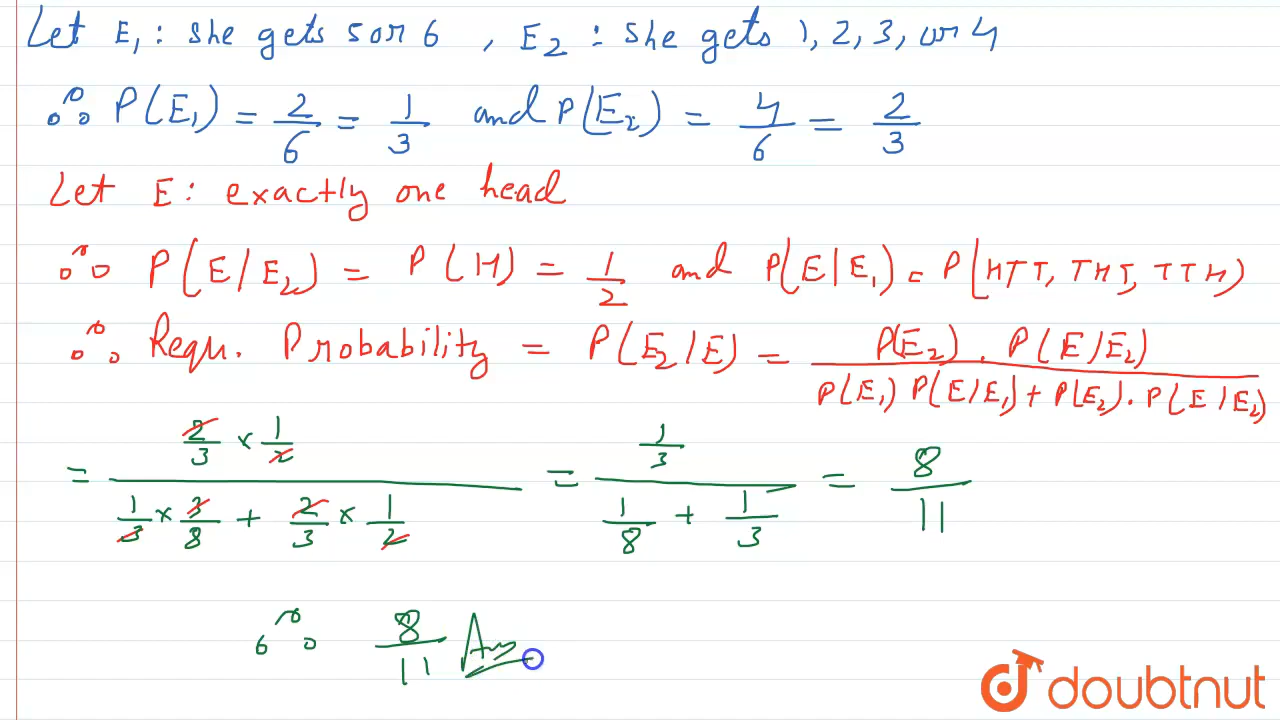 Let E₁ : she gets 5 or 6 , E₂ : she gets 1, 2, 3, or 4
∴ P(E₁) = 2/6 = 1/3 and P(E₂) = 4/6 = 2/3
Let E : exactly one head
∴ P(E/E₂) = P(H) = 1/2 and P(E/E₁) = P(HTT, THT, TTH)
∴ Requ. Probability = P(E₂/E) = P(E₂) . P(E/E₂) / P(E₁) P(E/E₁) + P(E₂) . P(E/E₂)
= (2/3 × 1/2) / (1/3 × 3/8 + 2/3 × 1/2) = (1/3) / (1/8 + 1/3) = 8/11
∴ 8/11 Ans
doubtnut